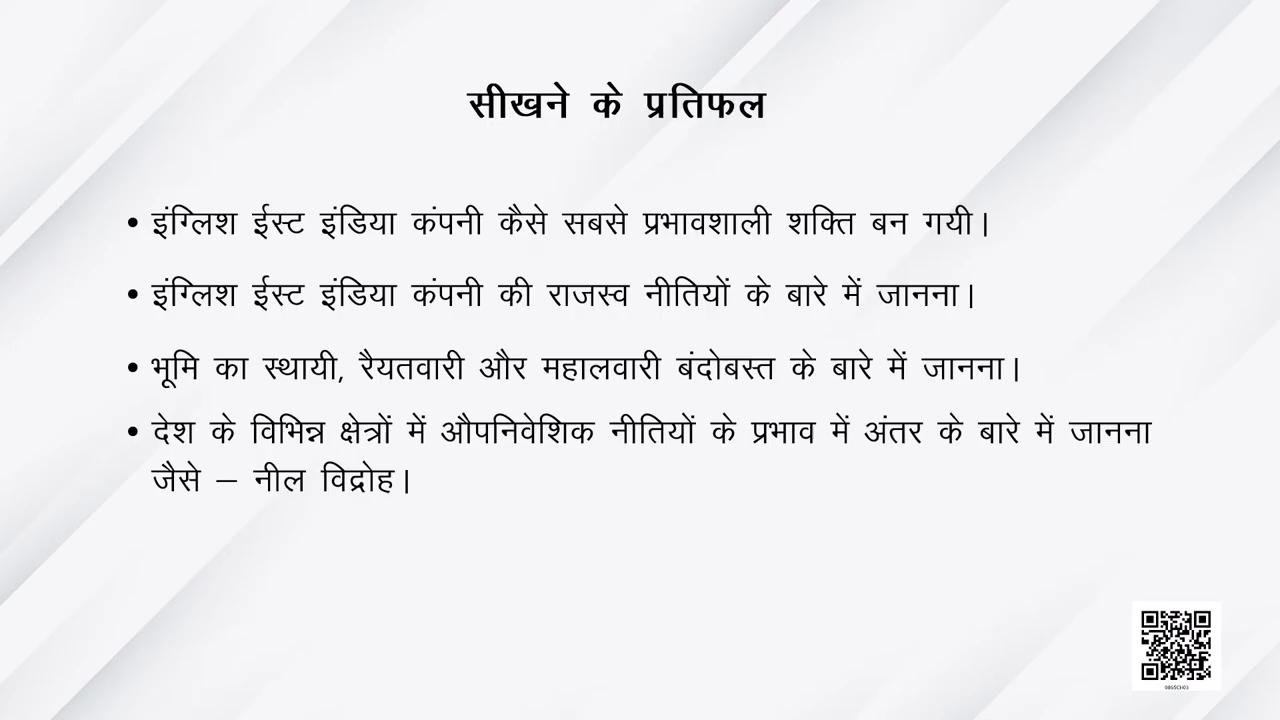 सीखने के प्रतिफल
• इंग्लिश ईस्ट इंडिया कंपनी कैसे सबसे प्रभावशाली शक्ति बन गयी।
• इंग्लिश ईस्ट इंडिया कंपनी की राजस्व नीतियों के बारे में जानना।
• भूमि का स्थायी, रैयतवारी और महालवारी बंदोबस्त के बारे में जानना।
• देश के विभिन्न क्षेत्रों में औपनिवेशिक नीतियों के प्रभाव में अंतर के बारे में जानना
जैसे – नील विद्रोह।
0865CH03